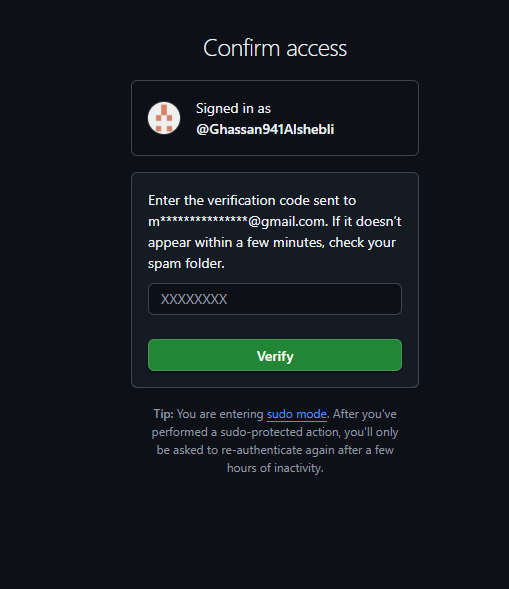 Confirm access
Signed in as
@Ghassan941Alshebli
Enter the verification code sent to
m***************@gmail.com. If it doesn't
appear within a few minutes, check your
spam folder.
XXXXXXXX
Verify
Tip: You are entering sudo mode. After you've
performed a sudo-protected action, you'll only
be asked to re-authenticate again after a few
hours of inactivity.